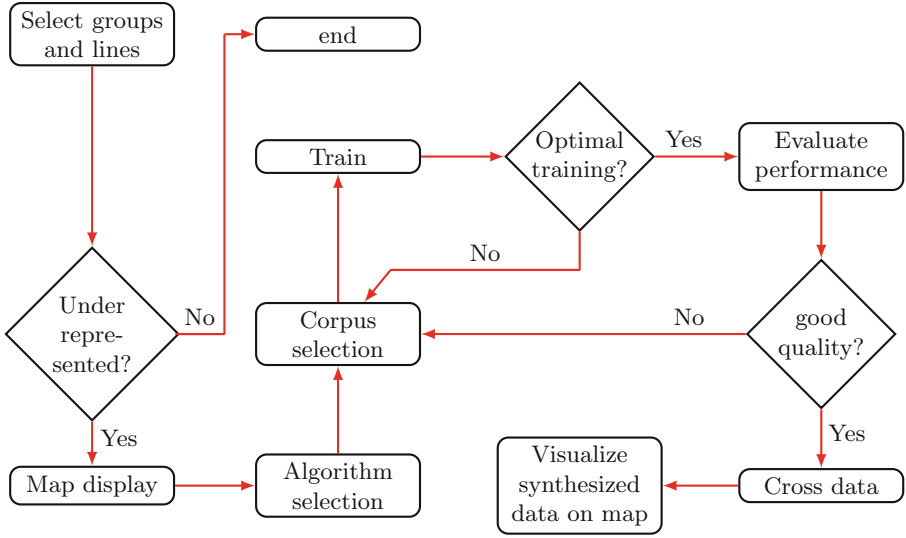 Select groups
and lines
end
Train
Optimal
training?
Yes
Evaluate
performance
No
Under
repre-
sented?
No
Corpus
selection
No
good
quality?
Yes
Yes
Map display
Algorithm
selection
Visualize
synthesized
data on map
Cross data